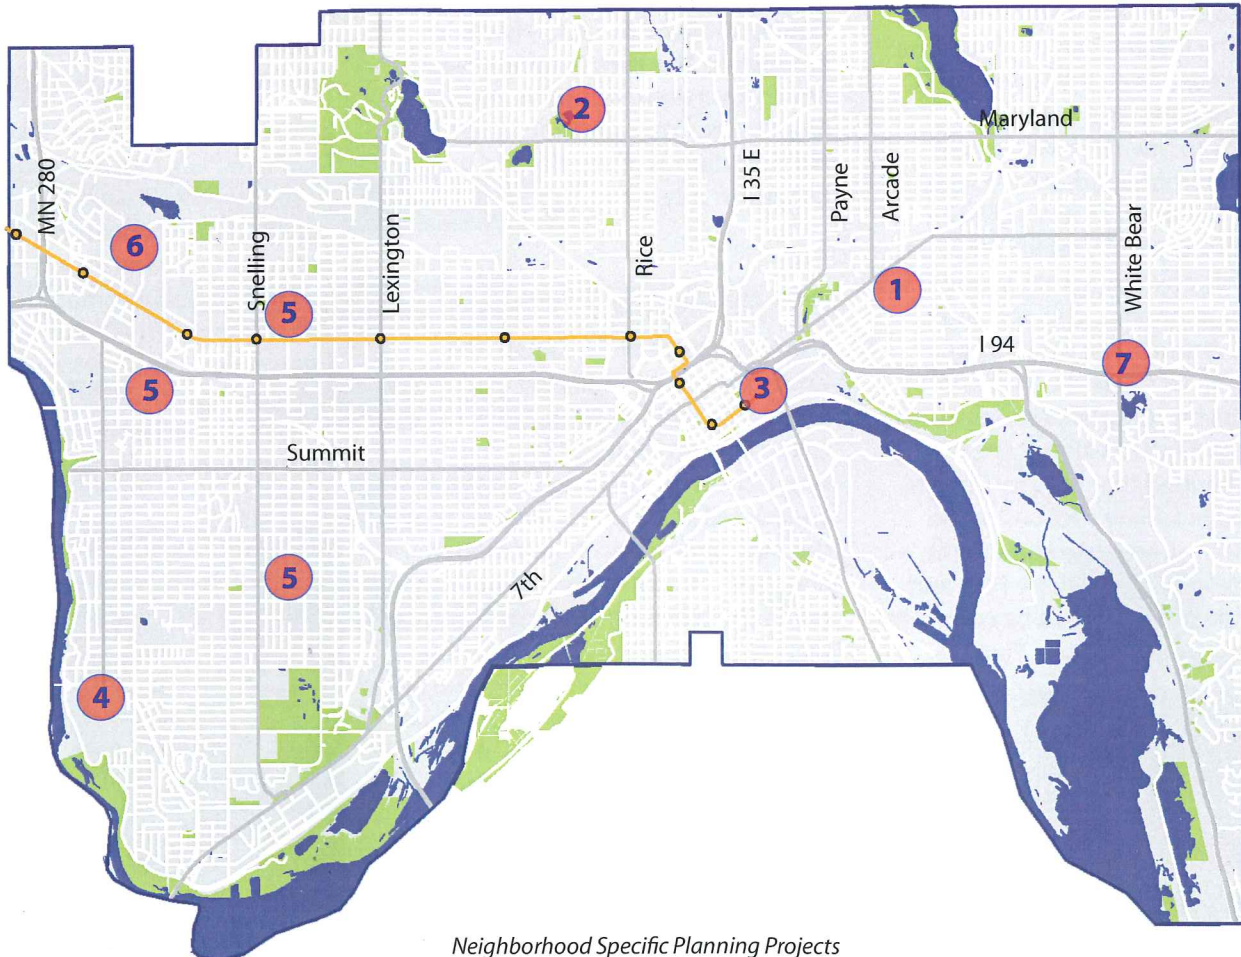 2
Maryland
MN 280
I 35 E
Payne
Arcade
6
Snelling
Lexington
Rice
White Bear
1
5
I 94
7
5
3
Summit
5
7th
4
Neighborhood Specific Planning Projects